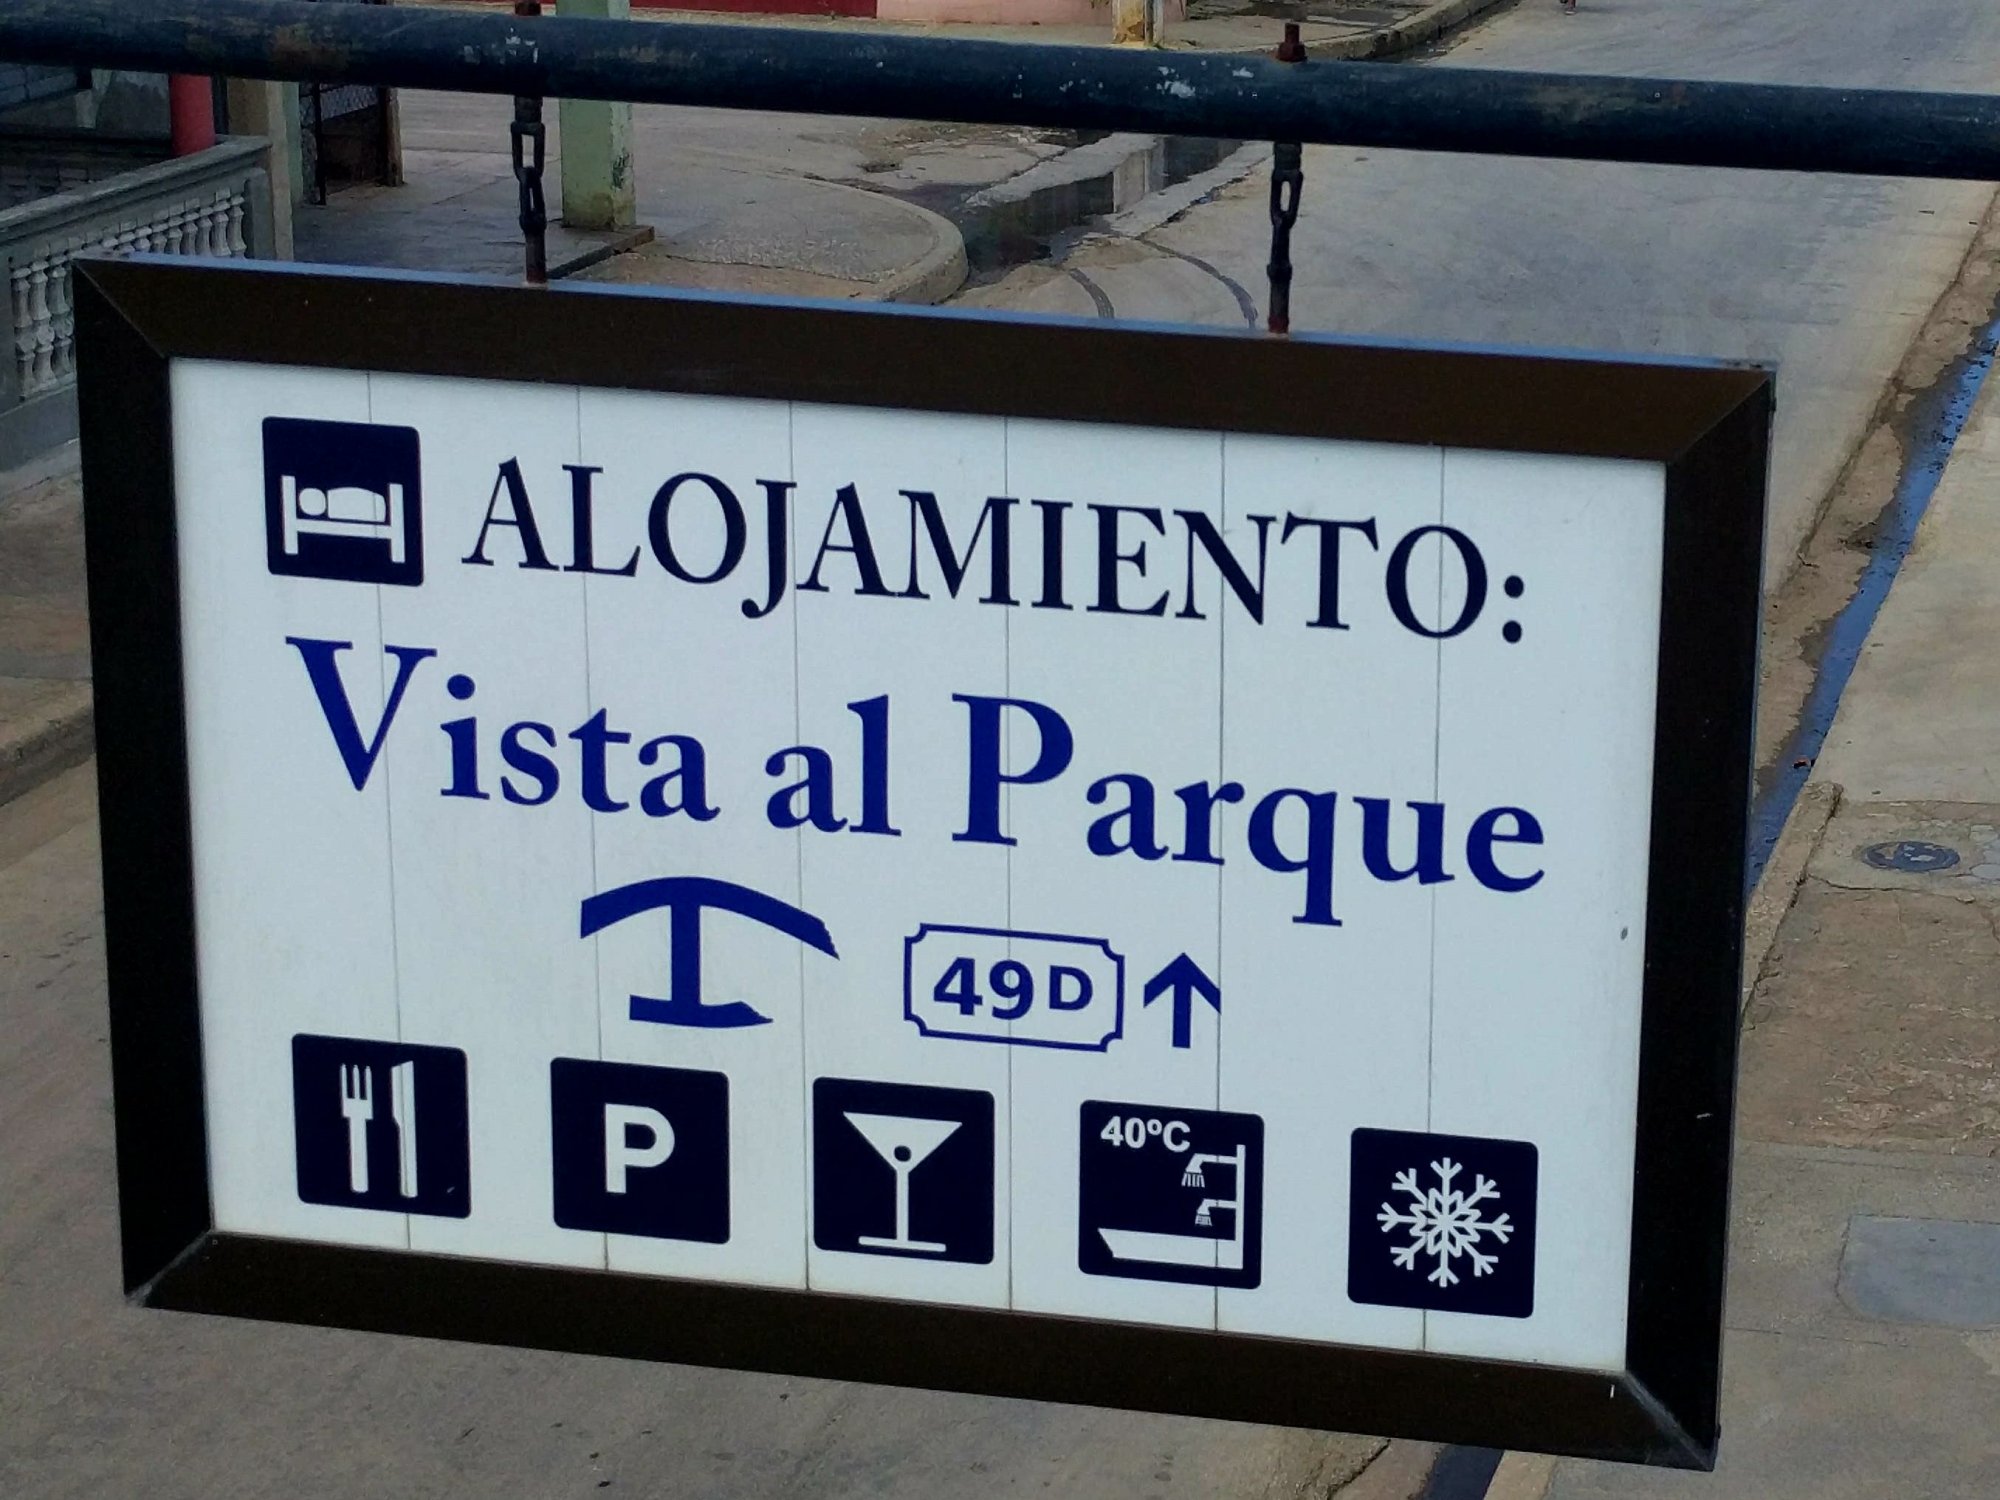 ALOJAMIENTO:
Vista al Parque
49D
P
40ºC